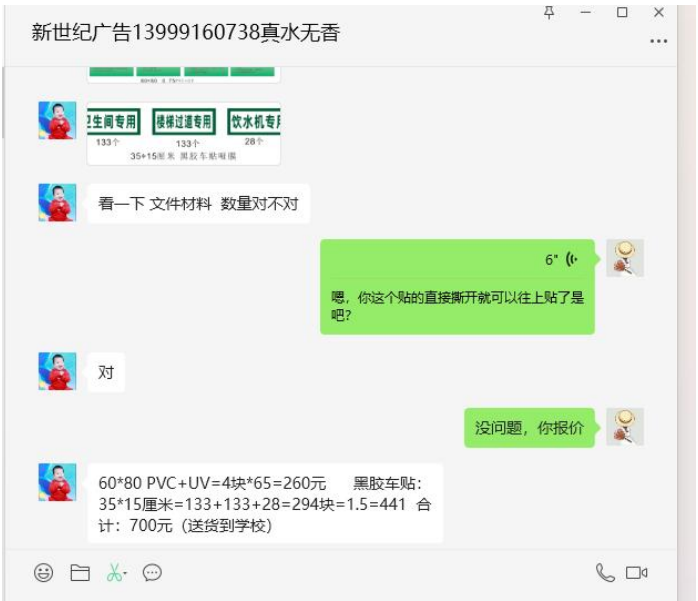 新世纪广告13999160738真水无香
卫生间专用 楼梯过道专用 饮水机专用
133个 133个 28个
35*15厘米 黑胶车贴哑膜
看一下 文件材料 数量对不对
6"
嗯，你这个贴的直接撕开就可以往上贴了是
吧？
对
没问题，你报价
60*80 PVC+UV=4块*65=260元 黑胶车贴：
35*15厘米=133+133+28=294块=1.5=441 合
计：700元（送货到学校）